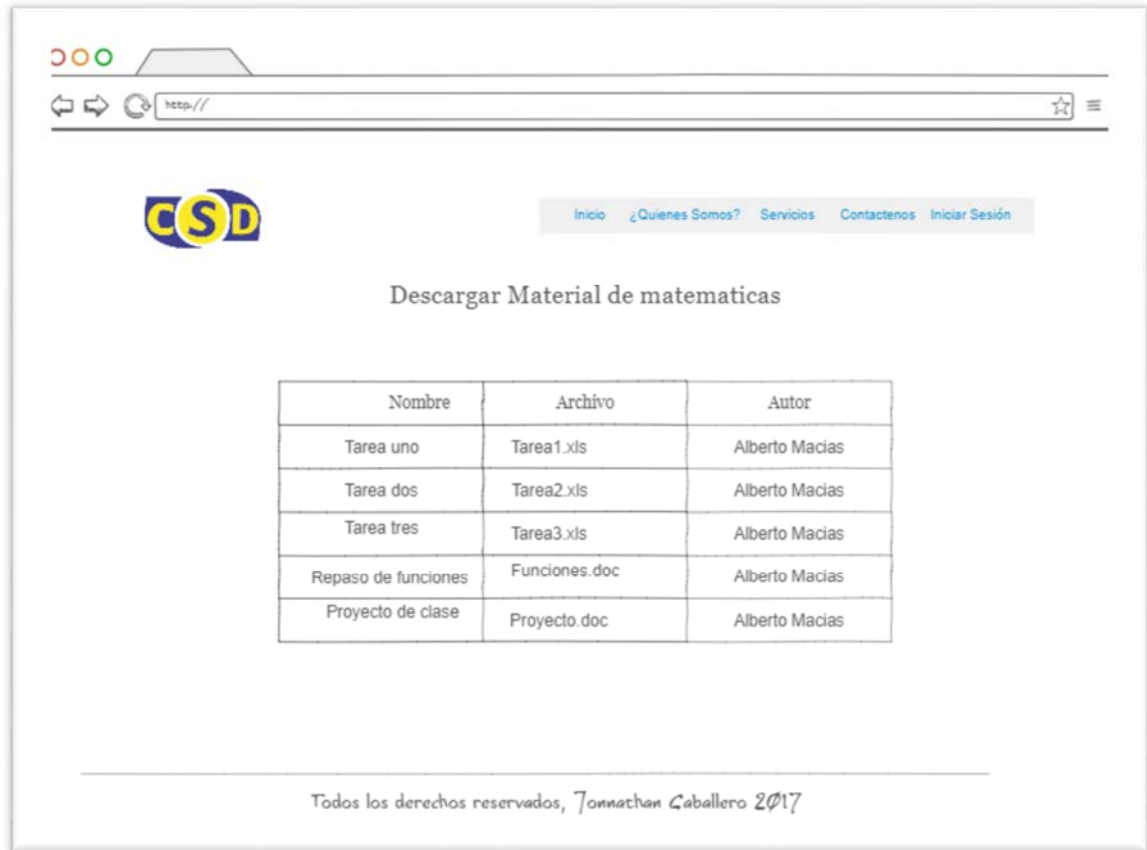 http://
CSD
Inicio ¿Quienes Somos? Servicios Contactenos Iniciar Sesión
Descargar Material de matematicas
Nombre Archivo Autor
Tarea uno Tarea1.xls Alberto Macias
Tarea dos Tarea2.xls Alberto Macias
Tarea tres Tarea3.xls Alberto Macias
Repaso de funciones Funciones.doc Alberto Macias
Proyecto de clase Proyecto.doc Alberto Macias
Todos los derechos reservados, Jonnathan Caballero 2017